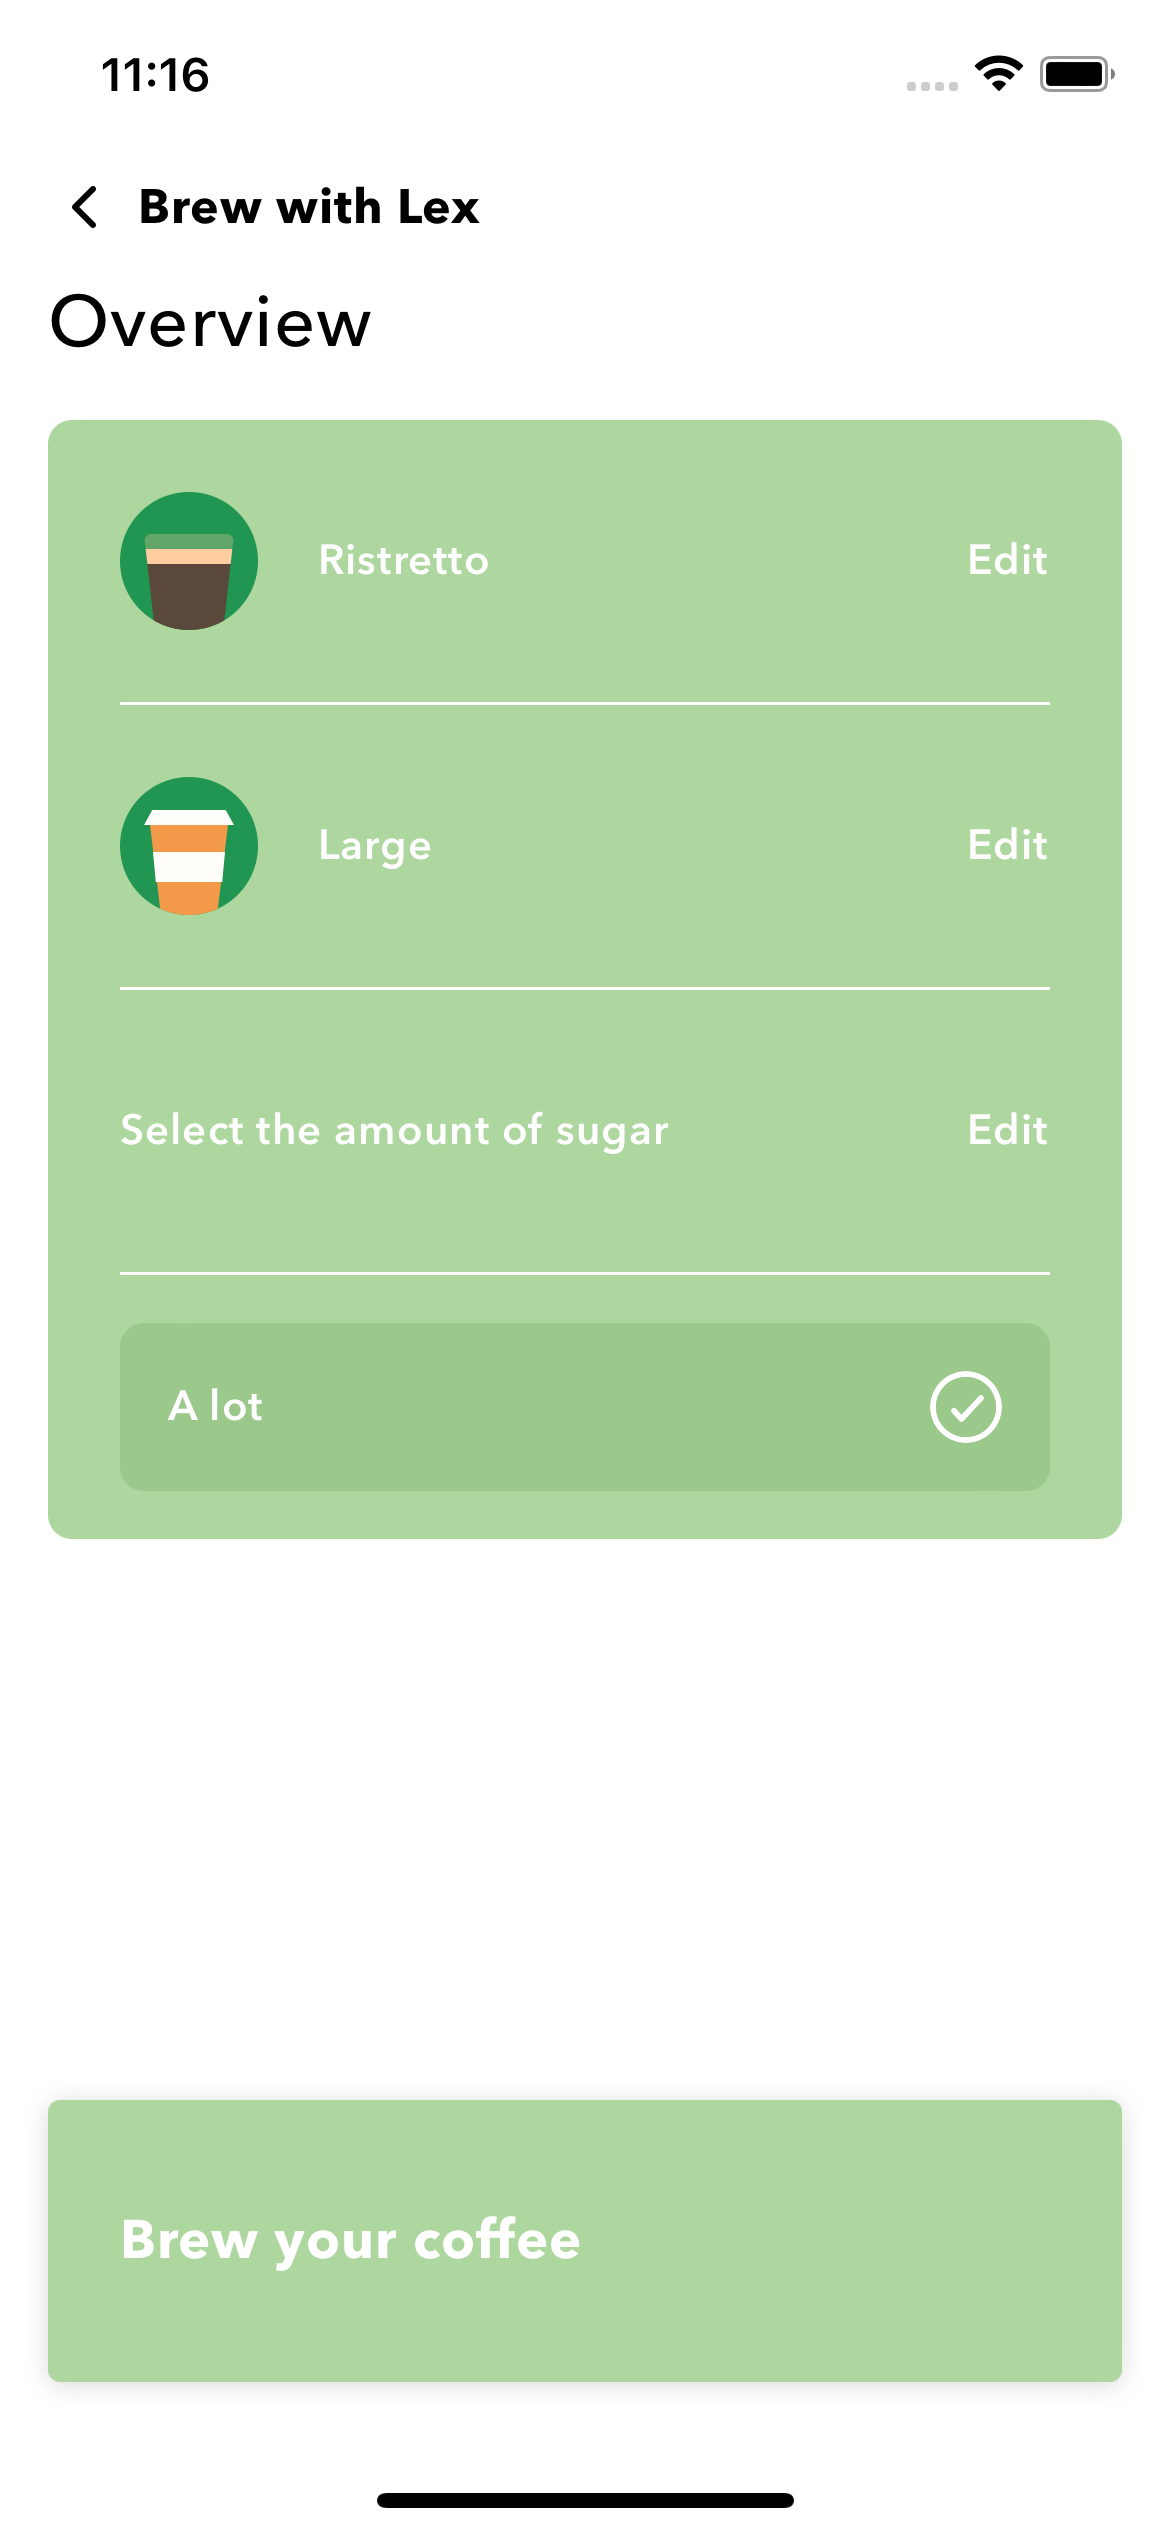 11:16
Brew with Lex
Overview
Ristretto Edit
Large Edit
Select the amount of sugar Edit
A lot
Brew your coffee